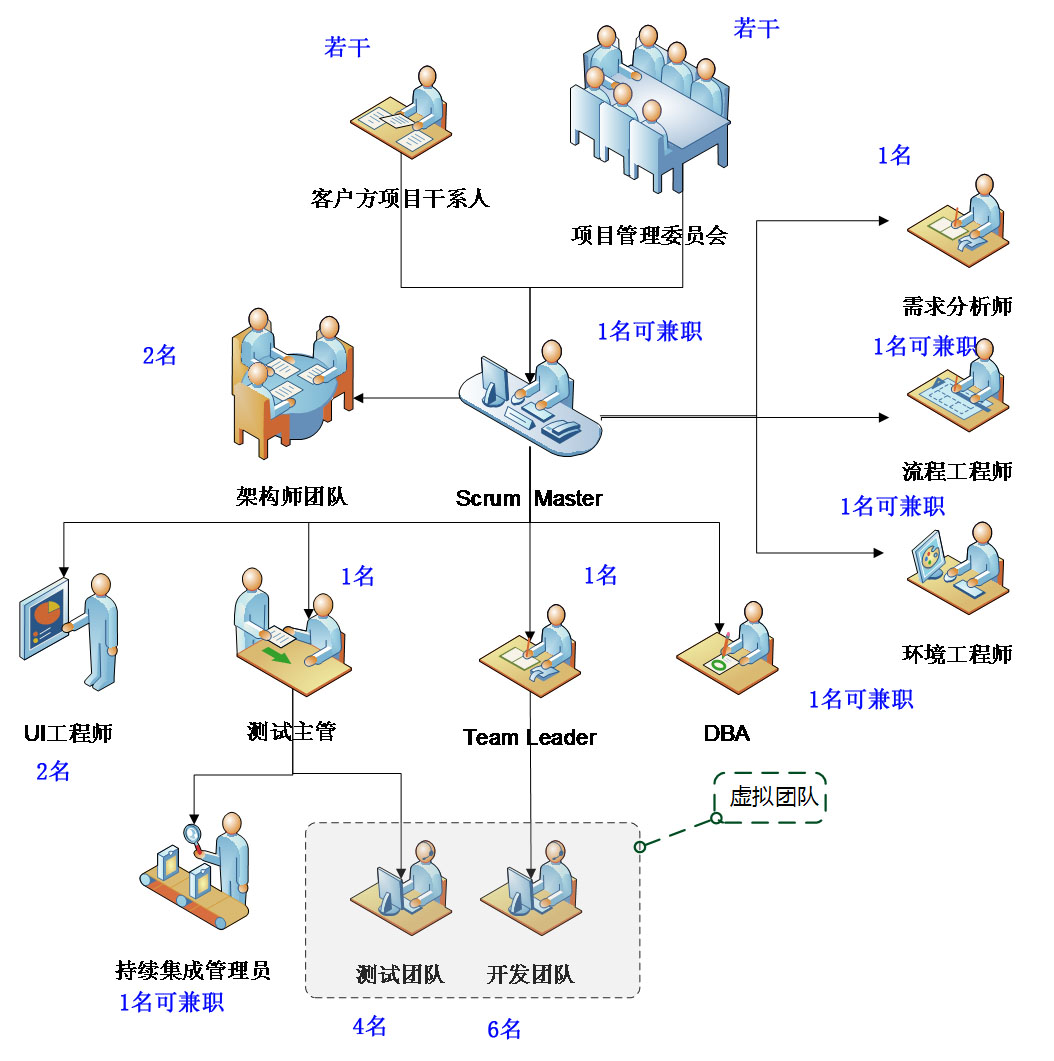 若干
若干
客户方项目干系人
项目管理委员会
1名
需求分析师
2名
1名可兼职
1名可兼职
架构师团队
Scrum Master
流程工程师
1名可兼职
1名
1名
环境工程师
1名可兼职
UI工程师
测试主管
Team Leader
DBA
2名
虚拟团队
持续集成管理员
测试团队
开发团队
1名可兼职
4名
6名